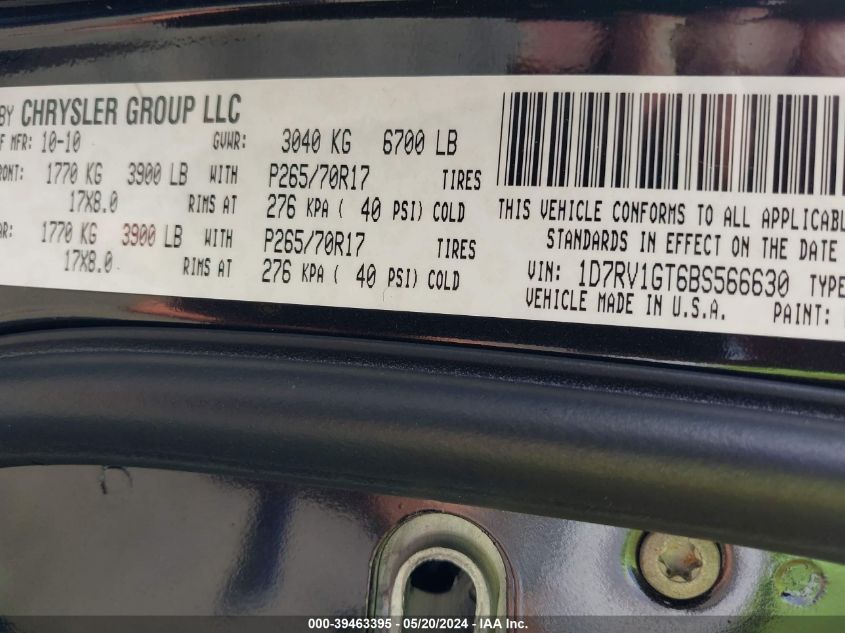 BY CHRYSLER GROUP LLC
F MFR: 10-10 GVWR: 3040 KG 6700 LB
RONT: 1770 KG 3900 LB WITH P265/70R17 TIRES
17X8.0 RIMS AT 276 KPA ( 40 PSI) COLD
AR: 1770 KG 3900 LB WITH P265/70R17 TIRES
17X8.0 RIMS AT 276 KPA ( 40 PSI) COLD
THIS VEHICLE CONFORMS TO ALL APPLICABL
STANDARDS IN EFFECT ON THE DATE
VIN: 1D7RV1GT6BS566630 TYPE
VEHICLE MADE IN U.S.A. PAINT:
000-39463395 - 05/20/2024 - IAA Inc.